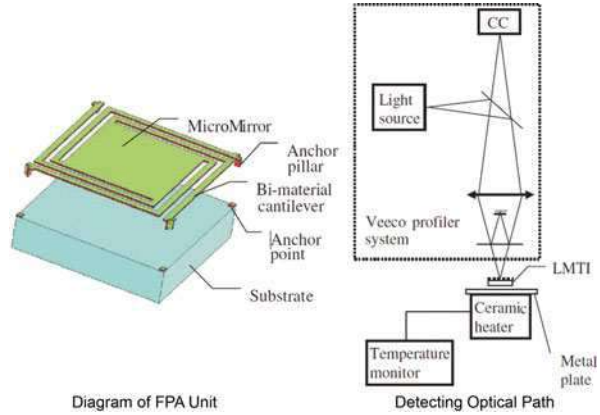 MicroMirror
Anchor
pillar
Bi-material
cantilever
Anchor
point
Substrate
Diagram of FPA Unit
CC
Light
source
Veeco profiler
system
LMTI
Ceramic
heater
Temperature
monitor
Metal
plate
Detecting Optical Path